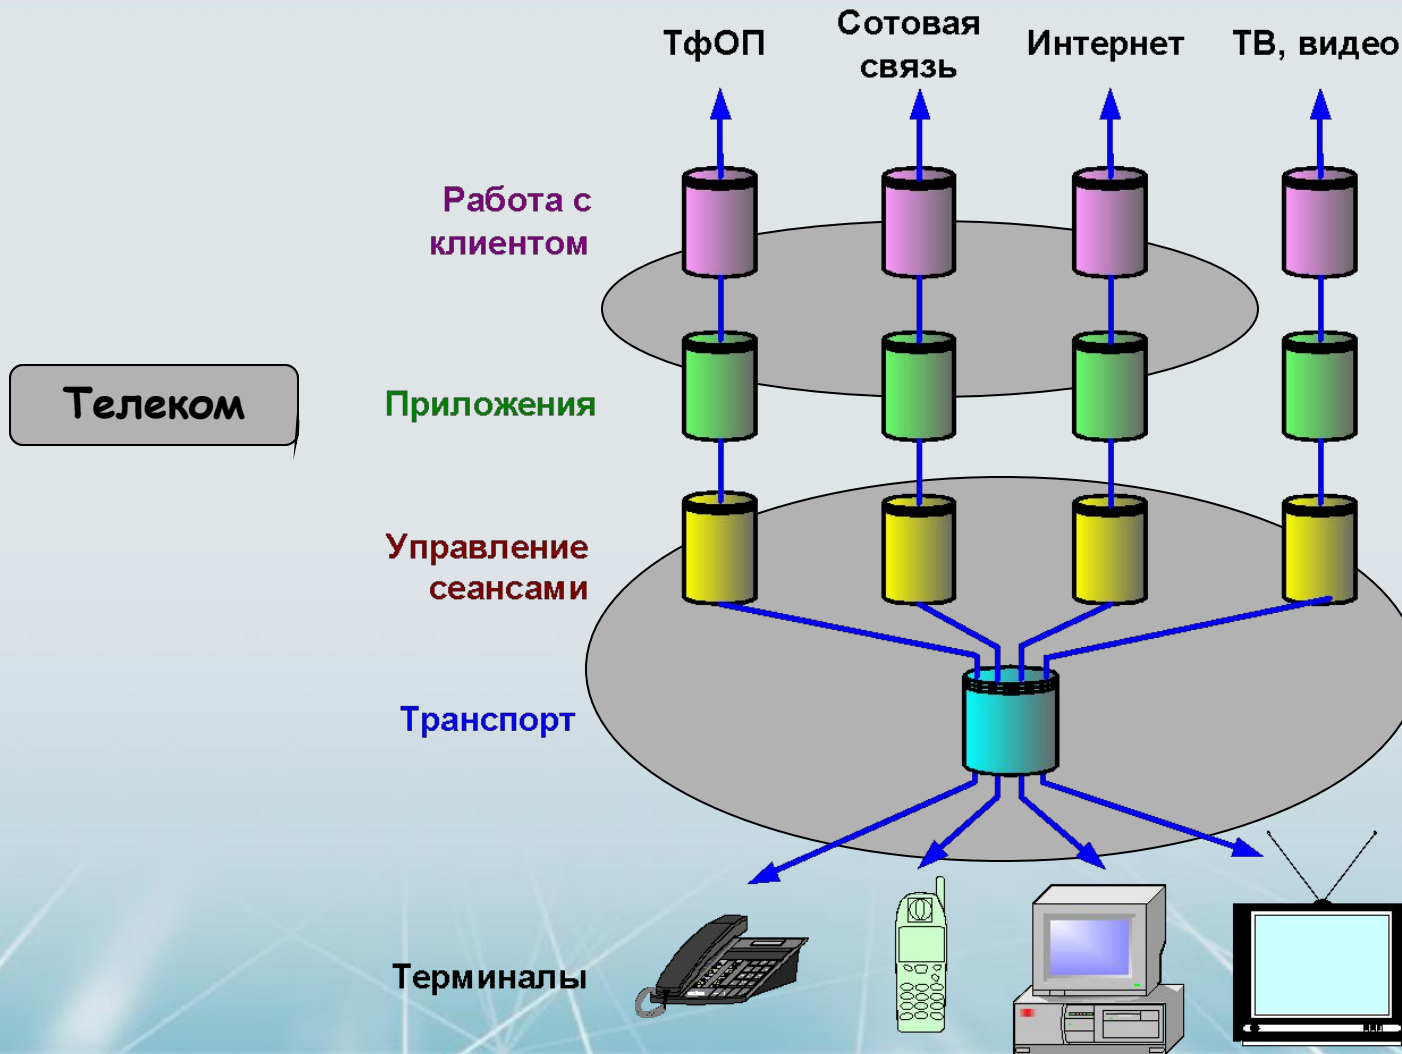 ТфОП
Сотовая
связь
Интернет
ТВ, видео
Работа с
клиентом
Телеком
Приложения
Управление
сеансами
Транспорт
Терминалы